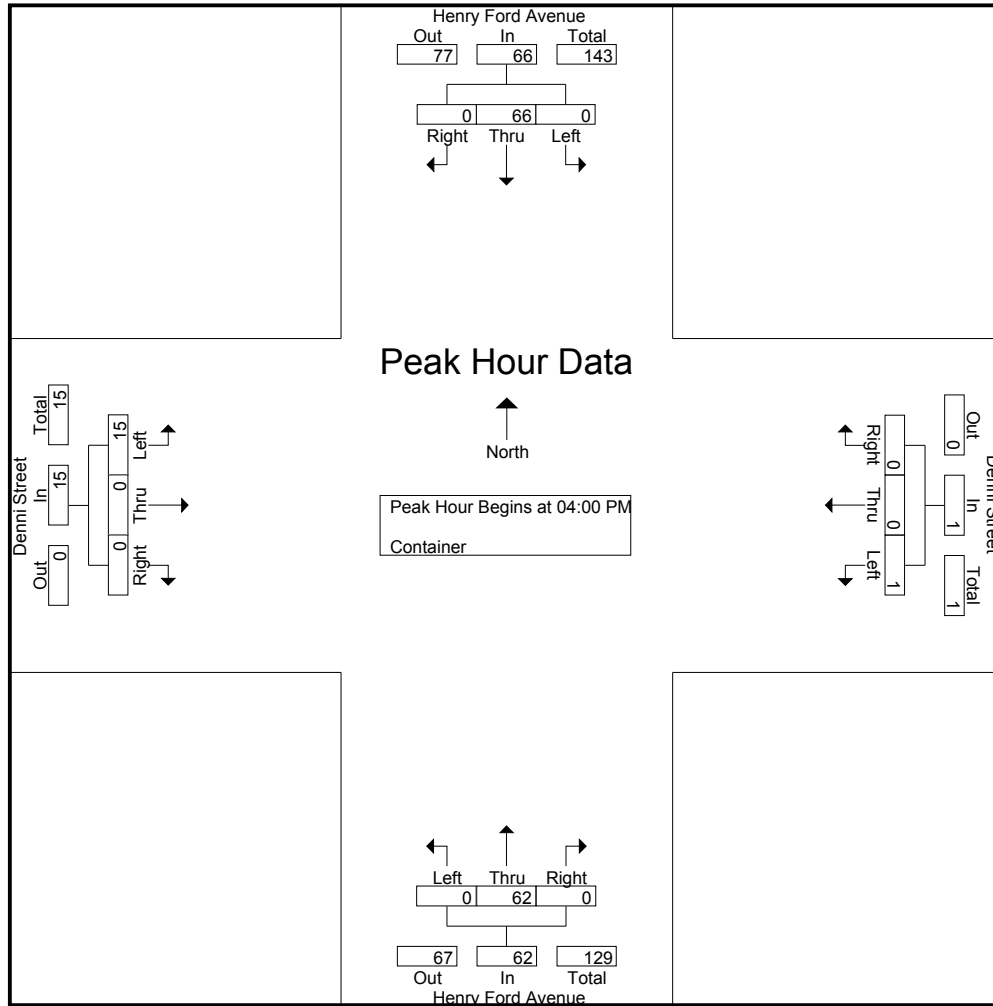 Henry Ford Avenue
Out In Total
77 66 143
0 66 0
Right Thru Left
Peak Hour Data
North
Peak Hour Begins at 04:00 PM
Container
Denni Street
Total In Out
15 15 0
15 0 0
Left Thru Right
Right Thru Left
0 0 1
Out In Total
0 1 1
Denni Street
Left Thru Right
0 62 0
67 62 129
Out In Total
Henry Ford Avenue